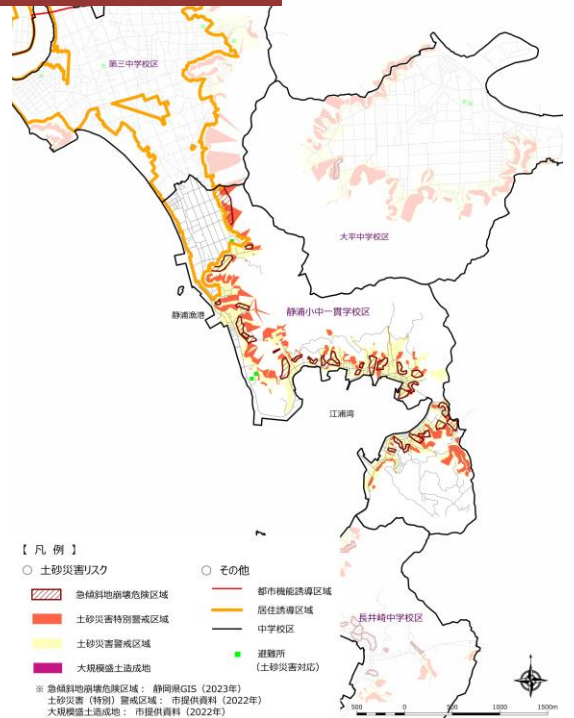 第三中学校区
大平中学校区
静浦漁港
静浦小中一貫学校区
江浦湾
長井崎中学校区
【 凡 例 】
○ 土砂災害リスク
急傾斜地崩壊危険区域
土砂災害特別警戒区域
土砂災害警戒区域
大規模盛土造成地
○ その他
都市機能誘導区域
居住誘導区域
中学校区
避難所
(土砂災害対応)
※ 急傾斜地崩壊危険区域: 静岡県GIS(2023年)
土砂災害(特別)警戒区域: 市提供資料(2022年)
大規模盛土造成地: 市提供資料(2022年)
500 0 500 1000 1500m